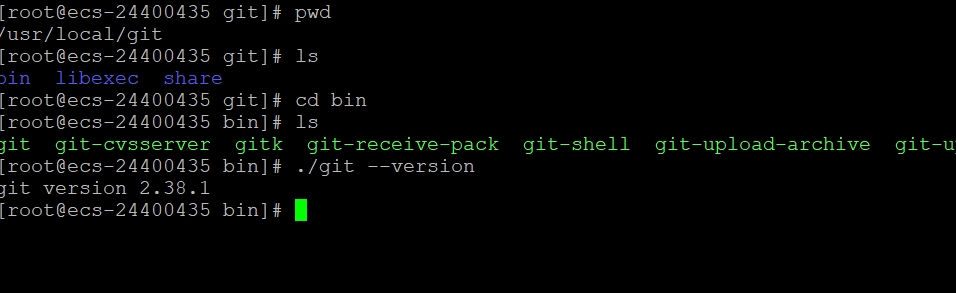 [root@ecs-24400435 git]# pwd
/usr/local/git
[root@ecs-24400435 git]# ls
bin  libexec  share
[root@ecs-24400435 git]# cd bin
[root@ecs-24400435 bin]# ls
git  git-cvsserver  gitk  git-receive-pack  git-shell  git-upload-archive  git-u
[root@ecs-24400435 bin]# ./git --version
git version 2.38.1
[root@ecs-24400435 bin]#